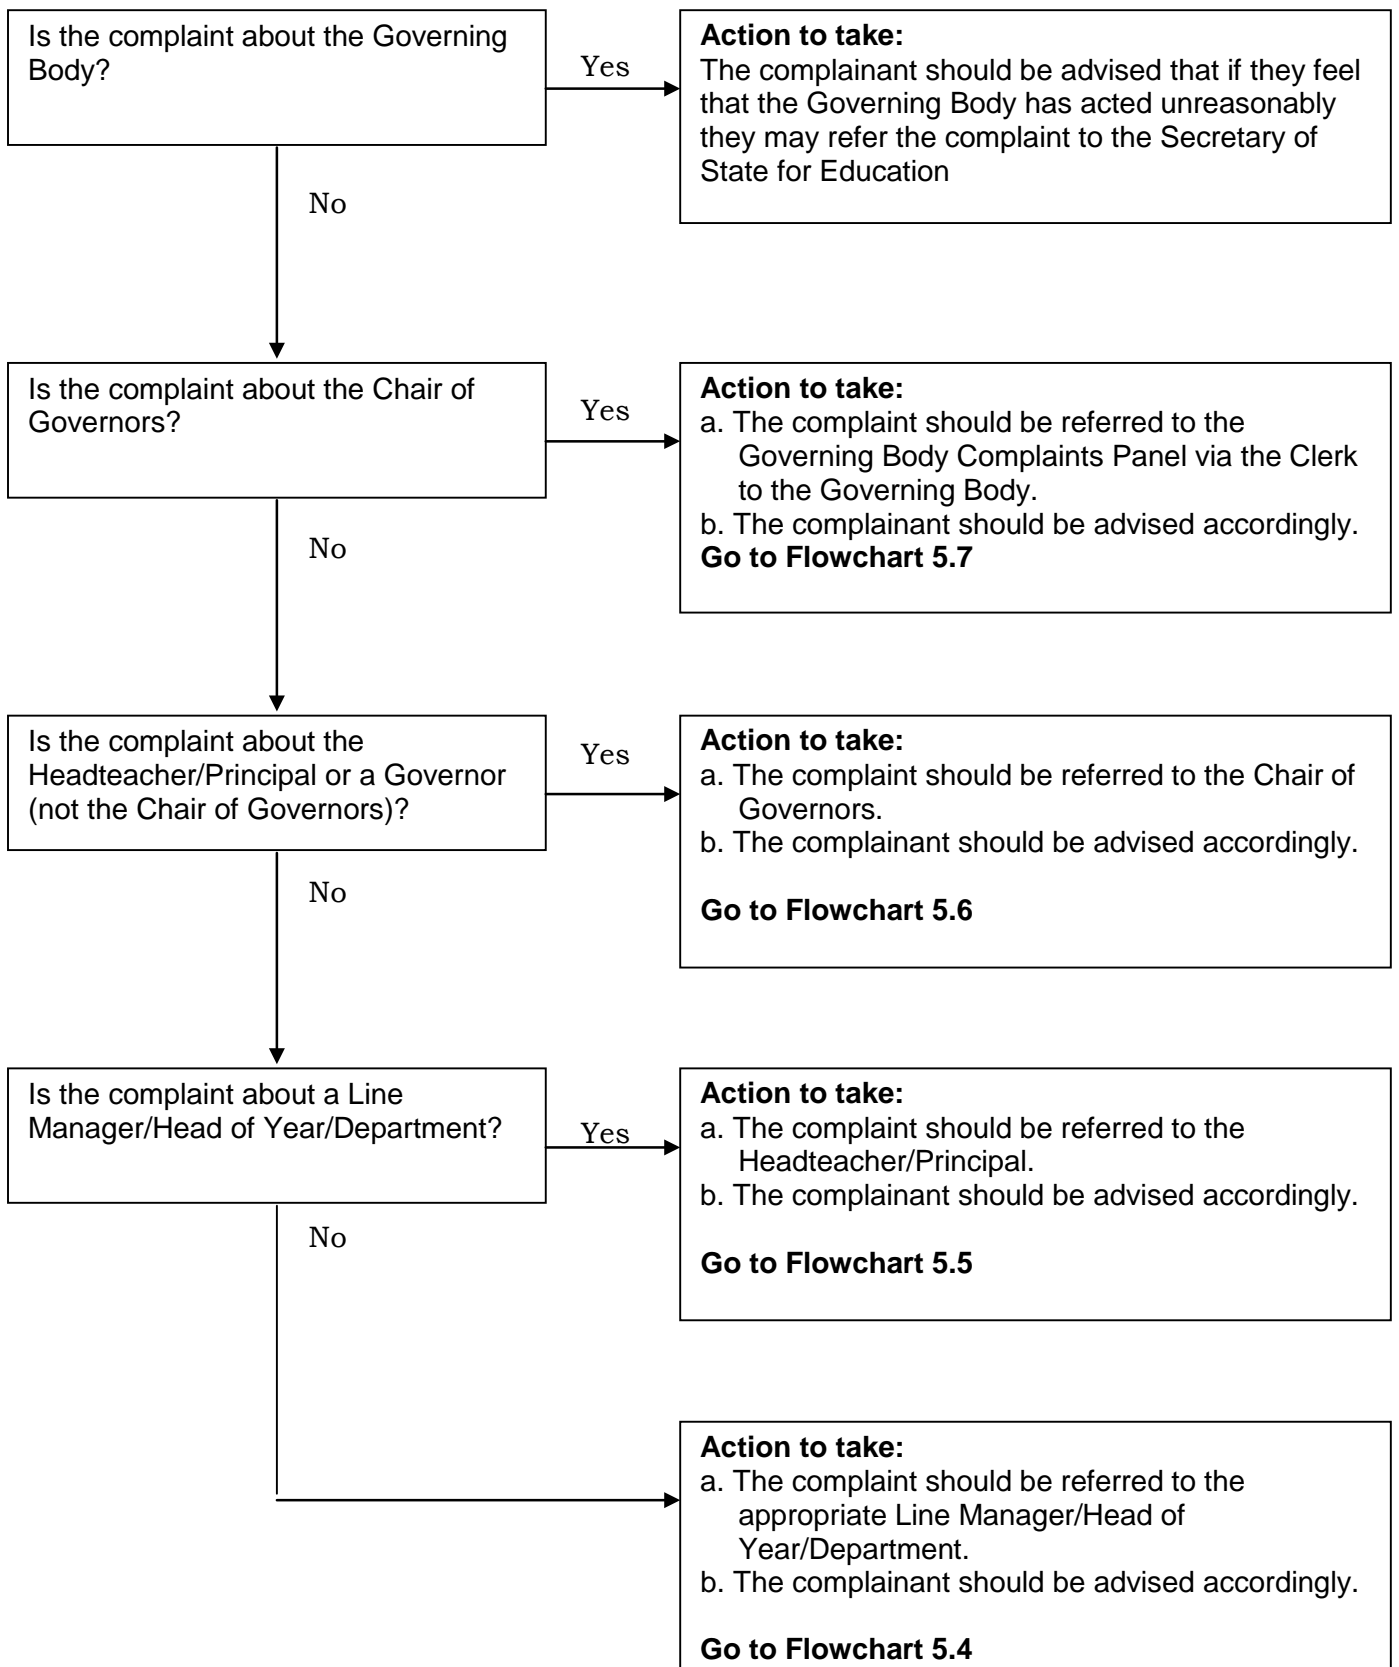 Is the complaint about the Governing
Body?
Yes
Action to take:
The complainant should be advised that if they feel
that the Governing Body has acted unreasonably
they may refer the complaint to the Secretary of
State for Education
No
Is the complaint about the Chair of
Governors?
Yes
Action to take:
a. The complaint should be referred to the
Governing Body Complaints Panel via the Clerk
to the Governing Body.
b. The complainant should be advised accordingly.
Go to Flowchart 5.7
No
Is the complaint about the
Headteacher/Principal or a Governor
(not the Chair of Governors)?
Yes
Action to take:
a. The complaint should be referred to the Chair of
Governors.
b. The complainant should be advised accordingly.
Go to Flowchart 5.6
No
Is the complaint about a Line
Manager/Head of Year/Department?
Yes
Action to take:
a. The complaint should be referred to the
Headteacher/Principal.
b. The complainant should be advised accordingly.
Go to Flowchart 5.5
No
Action to take:
a. The complaint should be referred to the
appropriate Line Manager/Head of
Year/Department.
b. The complainant should be advised accordingly.
Go to Flowchart 5.4